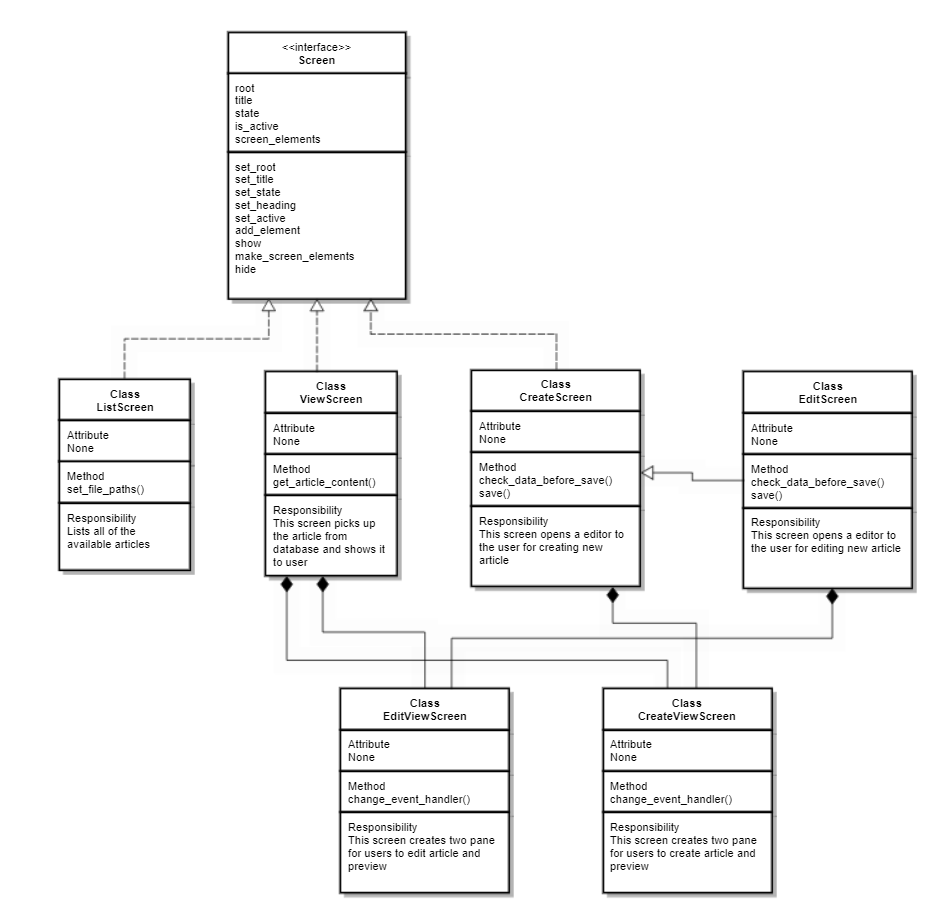 <<interface>>
Screen
root
title
state
is_active
screen_elements
set_root
set_title
set_state
set_heading
set_active
add_element
show
make_screen_elements
hide
Class
ListScreen
Attribute
None
Method
set_file_paths()
Responsibility
Lists all of the
available articles
Class
ViewScreen
Attribute
None
Method
get_article_content()
Responsibility
This screen picks up
the article from
database and shows it
to user
Class
CreateScreen
Attribute
None
Method
check_data_before_save()
save()
Responsibility
This screen opens a editor to
the user for creating new
article
Class
EditScreen
Attribute
None
Method
check_data_before_save()
save()
Responsibility
This screen opens a editor to
the user for editing new article
Class
EditViewScreen
Attribute
None
Method
change_event_handler()
Responsibility
This screen creates two pane
for users to edit article and
preview
Class
CreateViewScreen
Attribute
None
Method
change_event_handler()
Responsibility
This screen creates two pane
for users to create article and
preview